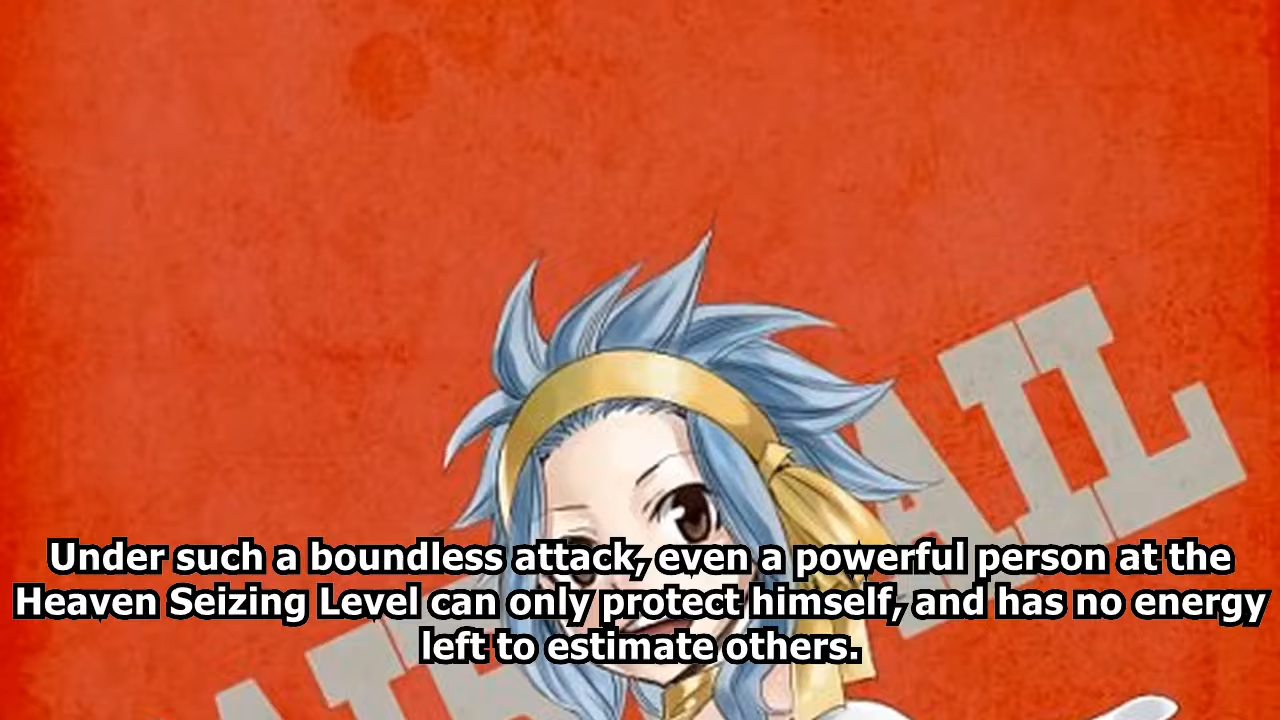 AIL
Under such a boundless attack, even a powerful person at the
Heaven Seizing Level can only protect himself, and has no energy
left to estimate others.